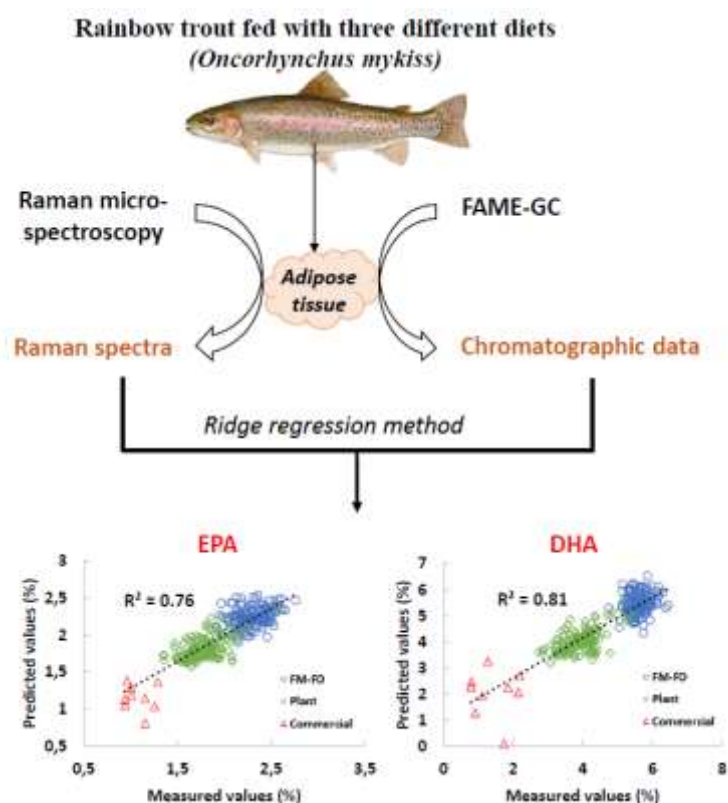 Rainbow trout fed with three different diets
(Oncorhynchus mykiss)
Raman micro-
spectroscopy
FAME-GC
Adipose
tissue
Raman spectra
Chromatographic data
Ridge regression method
EPA
Predicted values (%)
3
2,5
2
1,5
1
0,5
R² = 0.76
FM-FO
Plant
Commercial
0,5
1,5
2,5
3,5
Measured values (%)
DHA
Predicted values (%)
7
6
5
4
3
2
1
0
R² = 0.81
FM-FO
Plant
Commercial
0
2
4
6
8
Measured values (%)